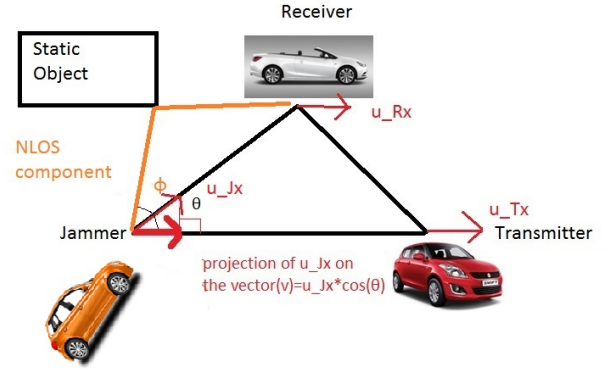 Receiver
Static
Object
u_Rx
NLOS
component
ϕ
u_Jx
θ
u_Tx
Jammer
Transmitter
projection of u_Jx on
the vector(v)=u_Jx*cos(θ)